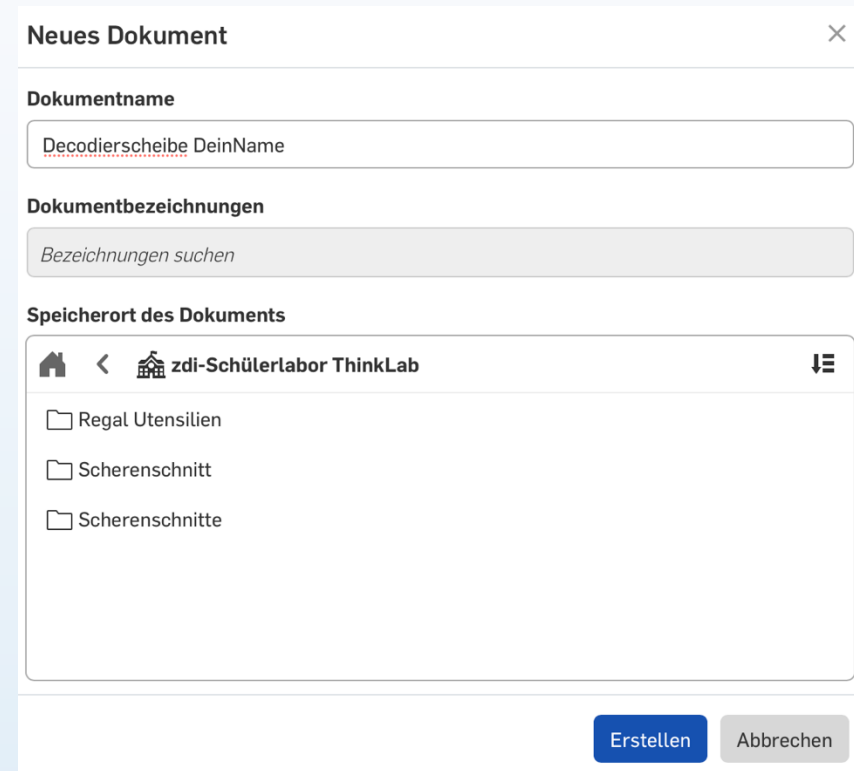 Neues Dokument
Dokumentname
Decodierscheibe DeinName
Dokumentbezeichnungen
Bezeichnungen suchen
Speicherort des Dokuments
zdi-Schülerlabor ThinkLab
Regal Utensilien
Scherenschnitt
Scherenschnitte
Erstellen Abbrechen